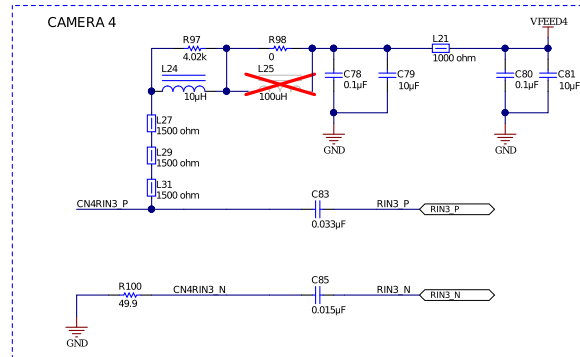 CAMERA 4
VFEED4
R97
4.02k
R98
0
L21
1000 ohm
L24
10µH
L25
100uH
C78
0.1µF
C79
10µF
C80
0.1µF
C81
10µF
GND
GND
L27
1500 ohm
L29
1500 ohm
L31
1500 ohm
CN4RIN3_P
C83
0.033µF
RIN3_P
RIN3_P
R100
49.9
CN4RIN3_N
C85
0.015µF
RIN3_N
RIN3_N
GND